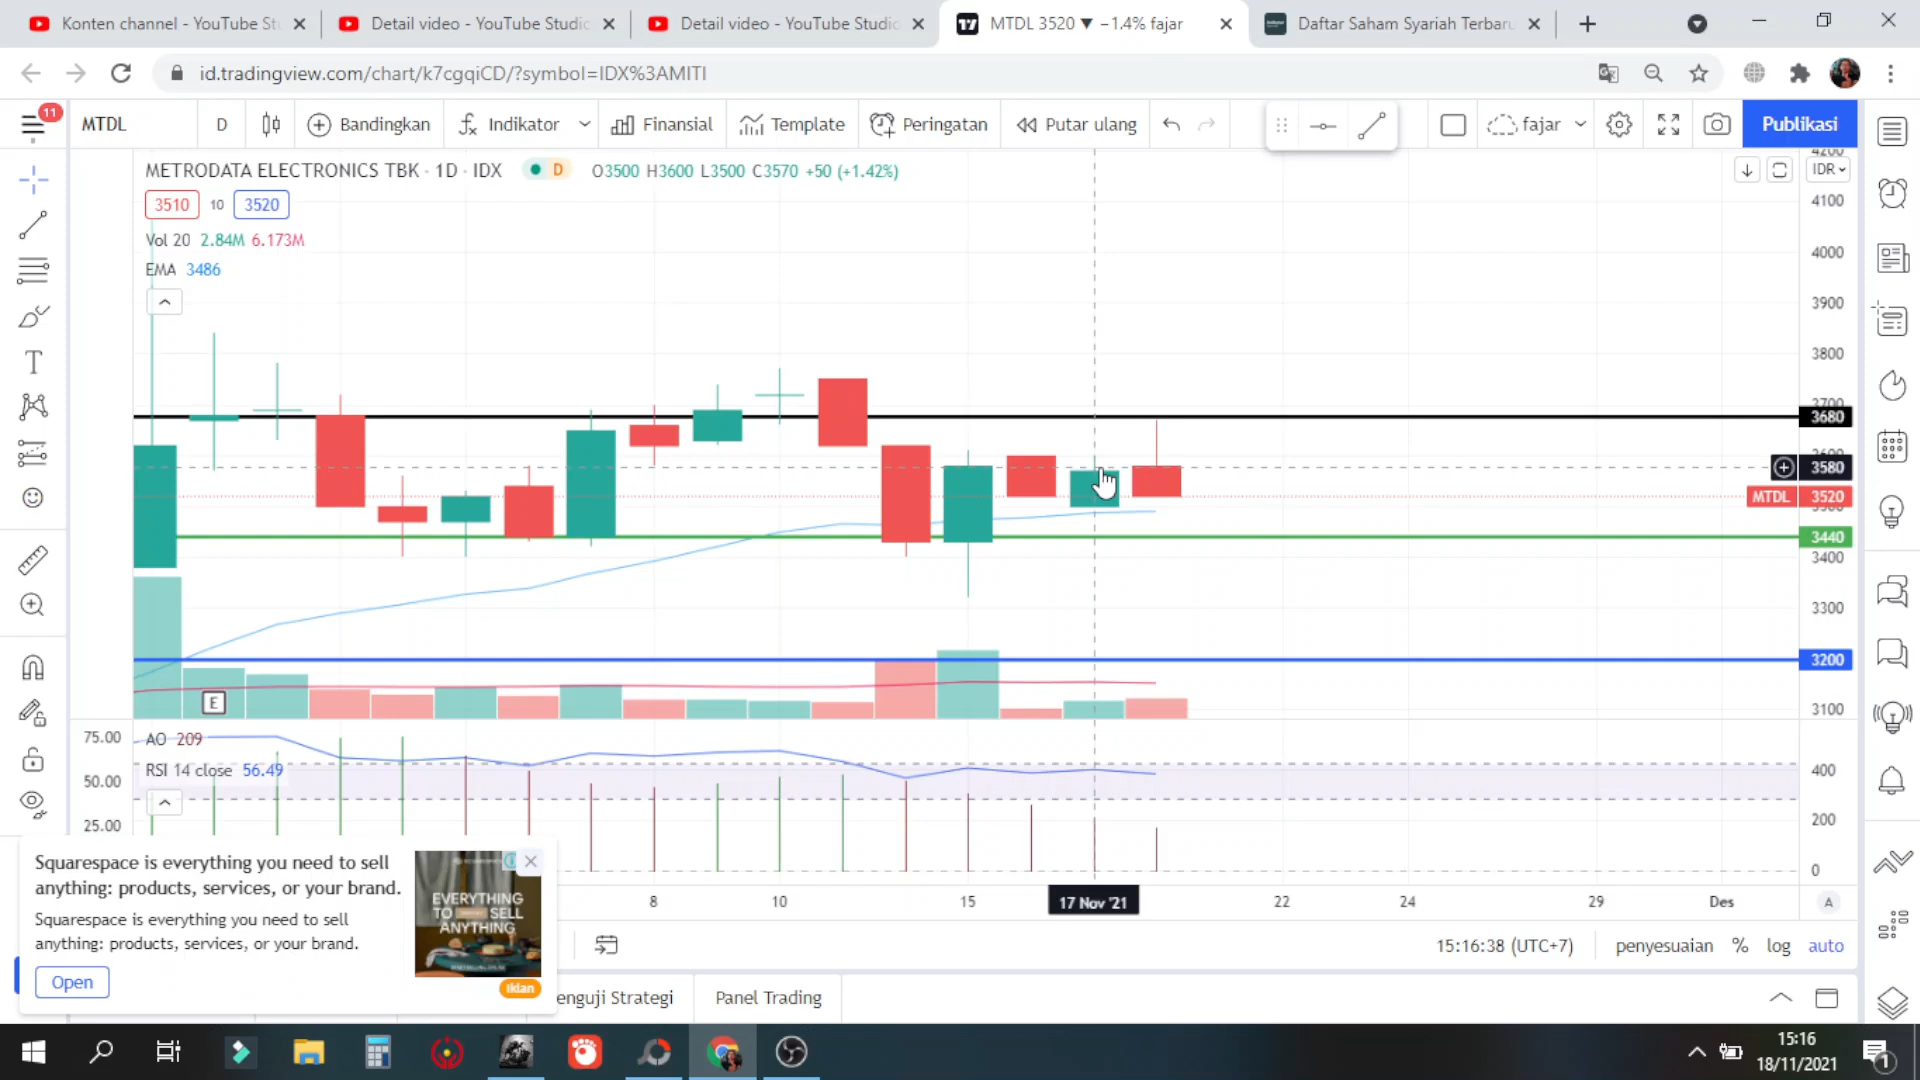 Konten channel - YouTube St
Detail video - YouTube Studio
Detail video - YouTube Studio
MTDL 3520 ▼ −1.4% fajar
Daftar Saham Syariah Terbaru
id.tradingview.com/chart/k7cgqiCD/?symbol=IDX%3AMITI
11
MTDL
D
Bandingkan
Indikator
Finansial
Template
Peringatan
Putar ulang
fajar
Publikasi
METRODATA ELECTRONICS TBK · 1D · IDX
D
O3500 H3600 L3500 C3570 +50 (+1.42%)
IDR
3510
10
3520
Vol 20 2.84M 6.173M
EMA 3486
4200
4100
4000
3900
3800
3700
3680
3600
3580
MTDL 3520
3500
3440
3400
3300
3200
3100
E
75.00
50.00
25.00
AO 209
RSI 14 close 56.49
400
200
0
8
10
15
17 Nov '21
22
24
29
Des
A
Squarespace is everything you need to sell
anything: products, services, or your brand.
Squarespace is everything you need to sell
anything: products, services, or your brand.
Open
EVERYTHING
TO SELL
ANYTHING
Iklan
15:16:38 (UTC+7)
penyesuaian
%
log
auto
enguji Strategi
Panel Trading
15:16
18/11/2021
1